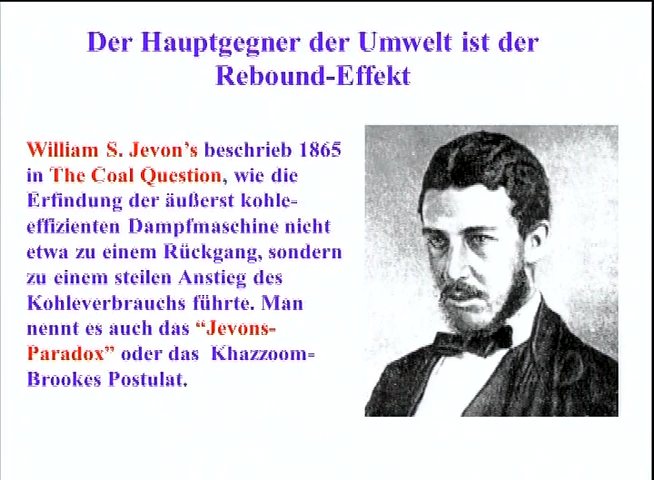 Der Hauptgegner der Umwelt ist der
Rebound-Effekt
William S. Jevon's beschrieb 1865
in The Coal Question, wie die
Erfindung der äußerst kohle-
effizienten Dampfmaschine nicht
etwa zu einem Rückgang, sondern
zu einem steilen Anstieg des
Kohleverbrauchs führte. Man
nennt es auch das “Jevons-
Paradox” oder das Khazzoom-
Brookes Postulat.